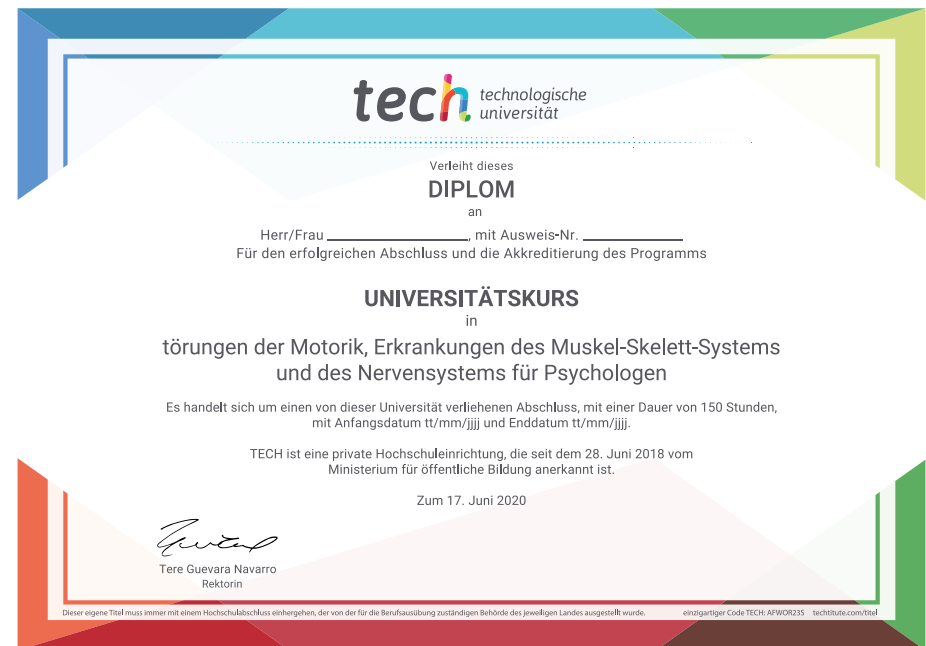 tech technologische
universität
Verleiht dieses
DIPLOM
an
Herr/Frau ____________________, mit Ausweis-Nr. ______________
Für den erfolgreichen Abschluss und die Akkreditierung des Programms
UNIVERSITÄTSKURS
in
törungen der Motorik, Erkrankungen des Muskel-Skelett-Systems
und des Nervensystems für Psychologen
Es handelt sich um einen von dieser Universität verliehenen Abschluss, mit einer Dauer von 150 Stunden,
mit Anfangsdatum tt/mm/jjjj und Enddatum tt/mm/jjjj.
TECH ist eine private Hochschuleinrichtung, die seit dem 28. Juni 2018 vom
Ministerium für öffentliche Bildung anerkannt ist.
Zum 17. Juni 2020
Tere Guevara Navarro
Rektorin
Dieser eigene Titel muss immer mit einem Hochschulabschluss einhergehen, der von der für die Berufsausübung zuständigen Behörde des jeweiligen Landes ausgestellt wurde. einzigartiger Code TECH: AFWOR235 techtitute.com/titel